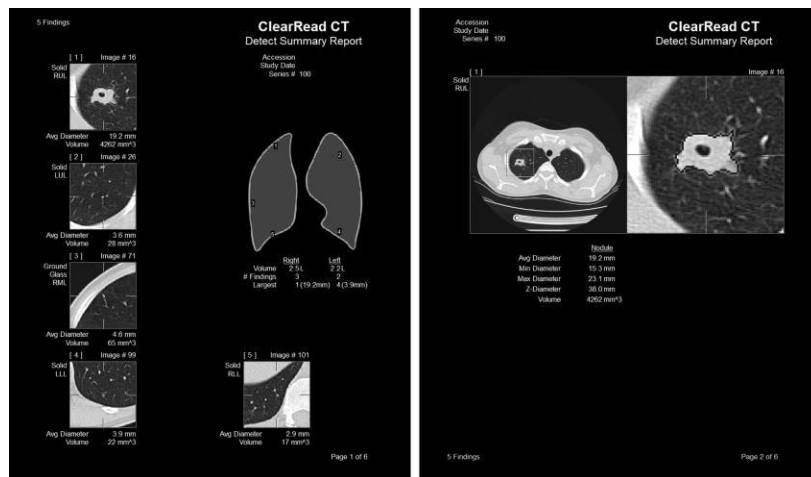 5 Findings
ClearRead CT
Detect Summary Report
Accession
Study Date
Series # 100
[ 1 ] Image # 16
Solid
RUL
Avg Diameter 19.2 mm
Volume 4262 mm^3
[ 2 ] Image # 26
Solid
LUL
Avg Diameter 3.6 mm
Volume 28 mm^3
[ 3 ] Image # 71
Ground
Glass
RML
Avg Diameter 4.6 mm
Volume 65 mm^3
[ 4 ] Image # 99
Solid
LLL
Avg Diameter 3.9 mm
Volume 22 mm^3
1
2
3
4
5
Right Left
Volume 2.5 L 2.2 L
# Findings 3 2
Largest 1 (19.2mm) 4 (3.9mm)
[ 5 ] Image # 101
Solid
RLL
Avg Diameter 2.9 mm
Volume 17 mm^3
Page 1 of 6
Accession
Study Date
Series # 100
ClearRead CT
Detect Summary Report
[ 1 ] Image # 16
Solid
RUL
Nodule
Avg Diameter 19.2 mm
Min Diameter 15.3 mm
Max Diameter 23.1 mm
Z-Diameter 38.0 mm
Volume 4262 mm^3
5 Findings
Page 2 of 6